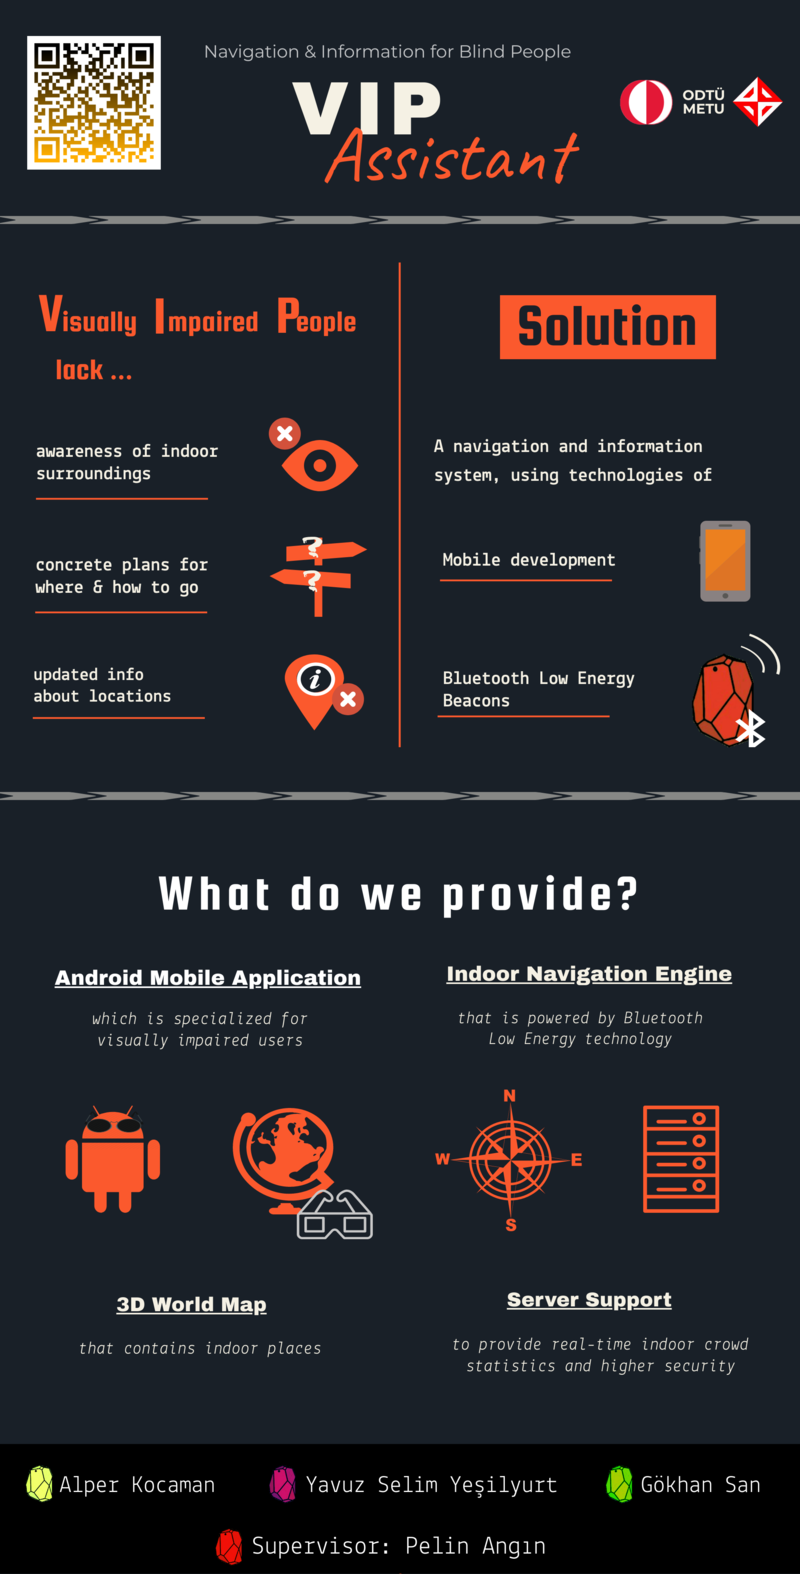 Navigation & Information for Blind People
VIP
Assistant
ODTÜ
METU
Visually Impaired People
lack ...
awareness of indoor
surroundings
concrete plans for
where & how to go
?
?
updated info
about locations
i
Solution
A navigation and information
system, using technologies of
Mobile development
Bluetooth Low Energy
Beacons
What do we provide?
Android Mobile Application
which is specialized for
visually impaired users
Indoor Navigation Engine
that is powered by Bluetooth
Low Energy technology
N
W
E
S
3D World Map
that contains indoor places
Server Support
to provide real-time indoor crowd
statistics and higher security
Alper Kocaman
Yavuz Selim Yeşilyurt
Gökhan San
Supervisor: Pelin Angın